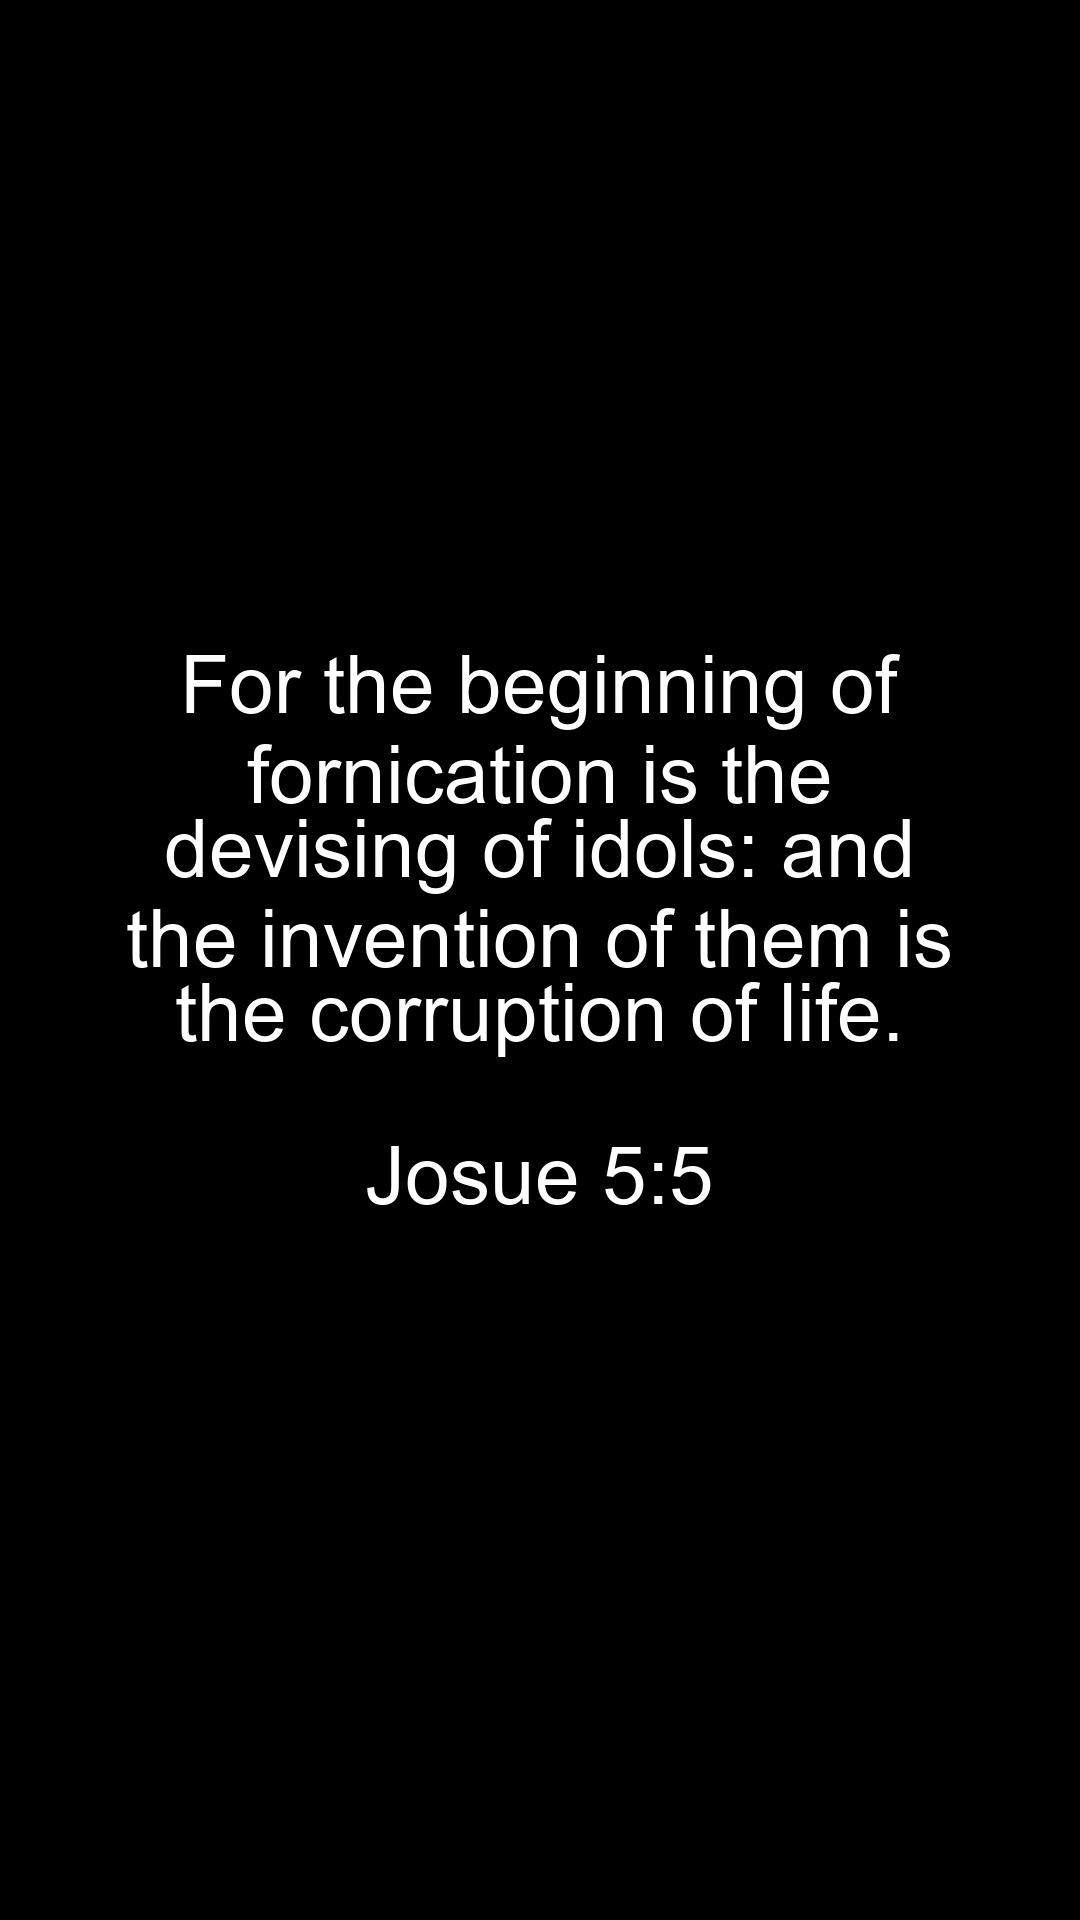 For the beginning of
fornication is the
devising of idols: and
the invention of them is
the corruption of life.
Josue 5:5